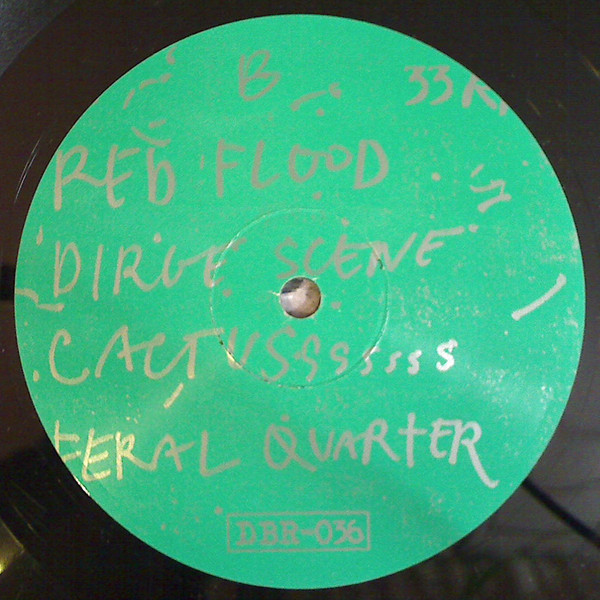 B 33 R
RED FLOOD
DIRGE SCENE
CACTUSssssss
FERAL QUARTER
DBR-036